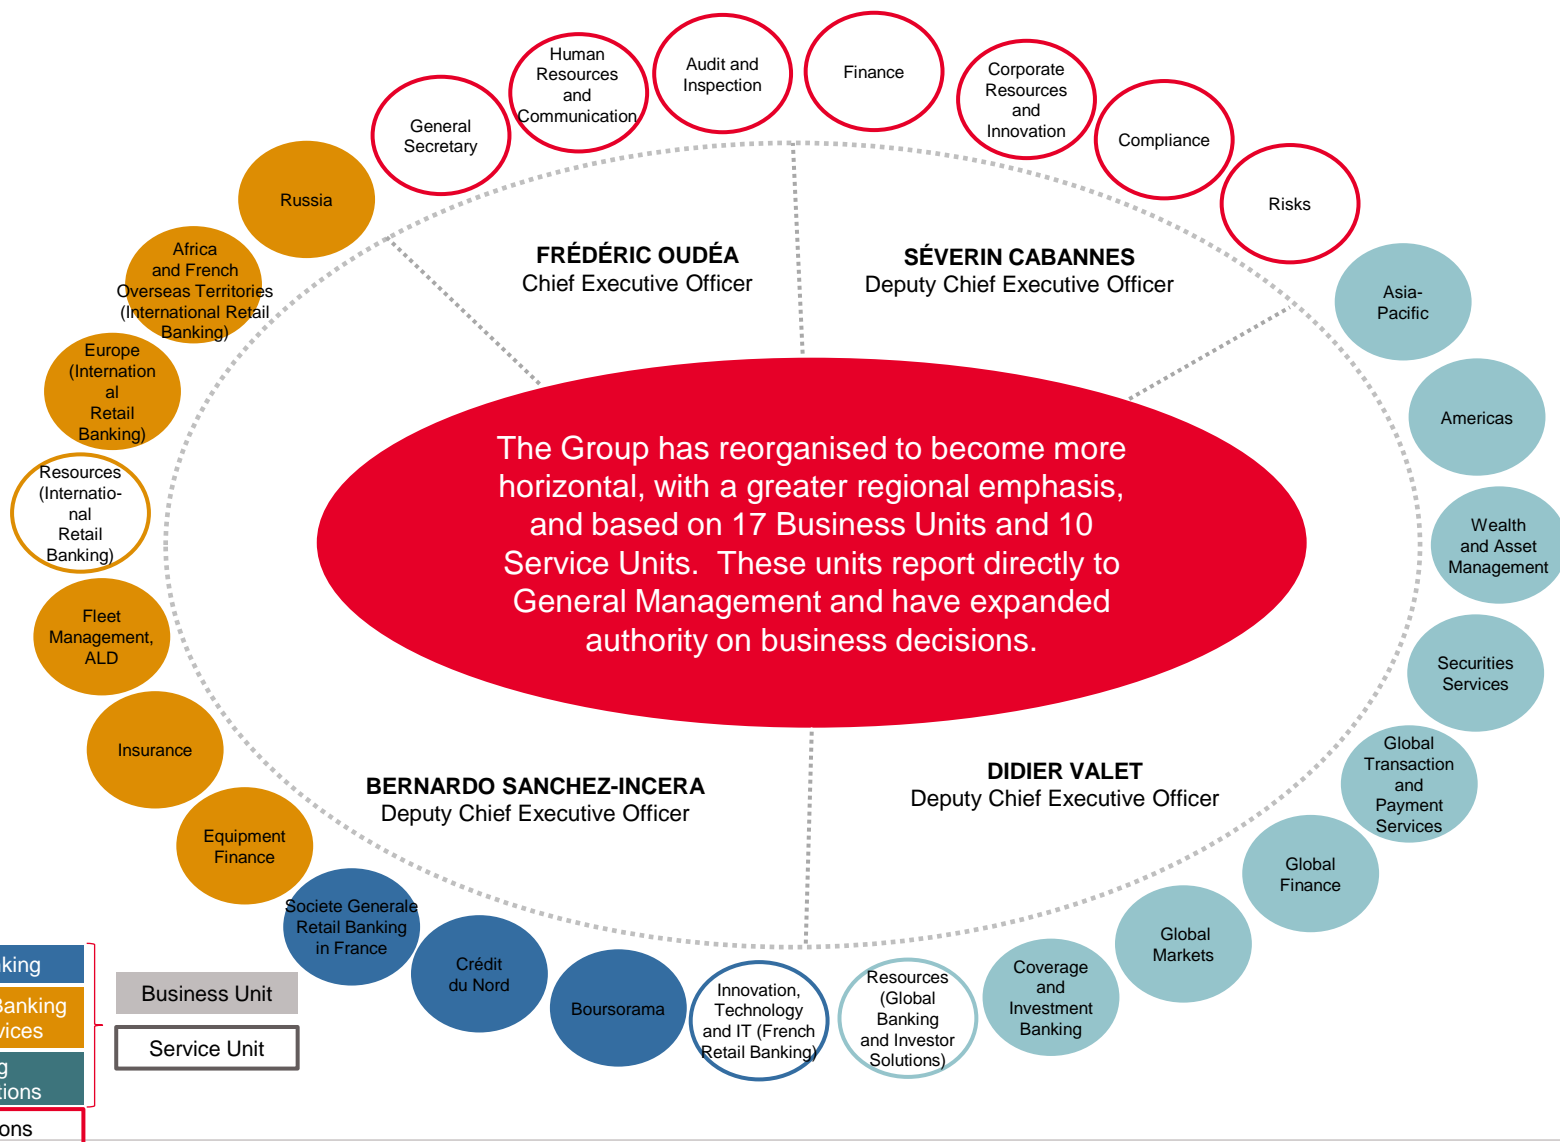 Human
Resources
and
Communication
Audit and
Inspection
Finance
Corporate
Resources
and
Innovation
General
Secretary
Compliance
Risks
Russia
Africa
and French
Overseas Territories
(International Retail
Banking)
Europe
(Internation
al
Retail
Banking)
Resources
(Internatio-
nal
Retail
Banking)
Fleet
Management,
ALD
Insurance
Equipment
Finance
Societe Generale
Retail Banking
in France
Crédit
du Nord
Boursorama
Innovation,
Technology
and IT (French
Retail Banking)
Resources
(Global
Banking
and Investor
Solutions)
Coverage
and
Investment
Banking
Global
Markets
Global
Finance
Global
Transaction
and
Payment
Services
Securities
Services
Wealth
and Asset
Management
Americas
Asia-
Pacific
FRÉDÉRIC OUDÉA
Chief Executive Officer
SÉVERIN CABANNES
Deputy Chief Executive Officer
The Group has reorganised to become more
horizontal, with a greater regional emphasis,
and based on 17 Business Units and 10
Service Units.  These units report directly to
General Management and have expanded
authority on business decisions.
BERNARDO SANCHEZ-INCERA
Deputy Chief Executive Officer
DIDIER VALET
Deputy Chief Executive Officer
Banking
Business Unit
Service Unit